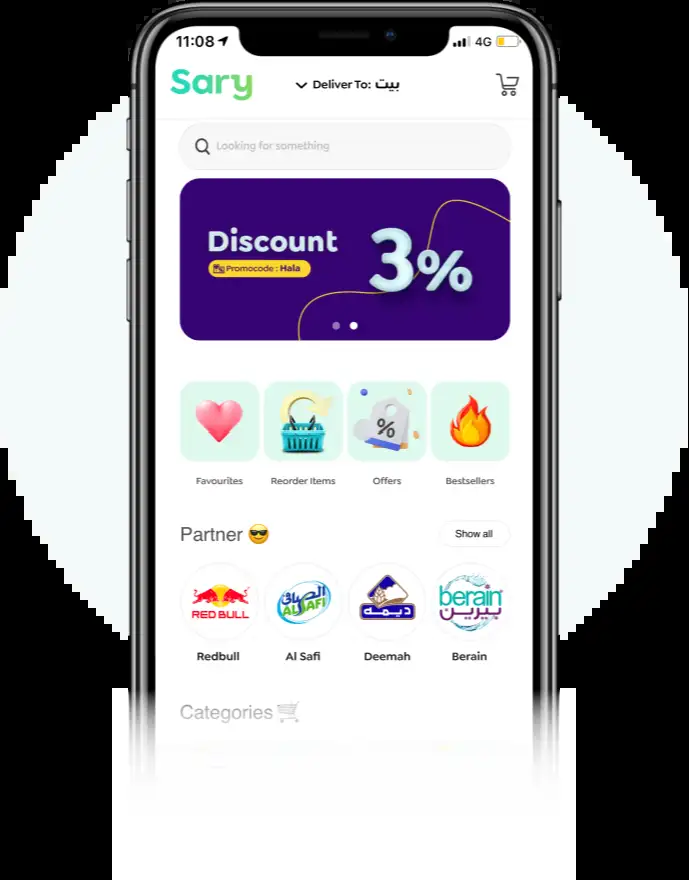 11:08
4G
Sary
Deliver To: بيت
Looking for something
Discount
Promocode : Hala
3%
%
Favourites
Reorder Items
Offers
Bestsellers
Partner
Show all
RED BULL
الصافي
AL SAFI
ديمه
berain
بيرين
Redbull
Al Safi
Deemah
Berain
Categories